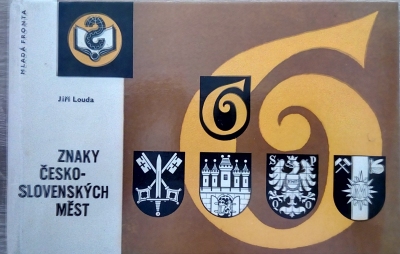 MLADÁ FRONTA
Jiří Louda
ZNAKY
ČESKO-
SLOVENSKÝCH
MĚST
S P
Q O